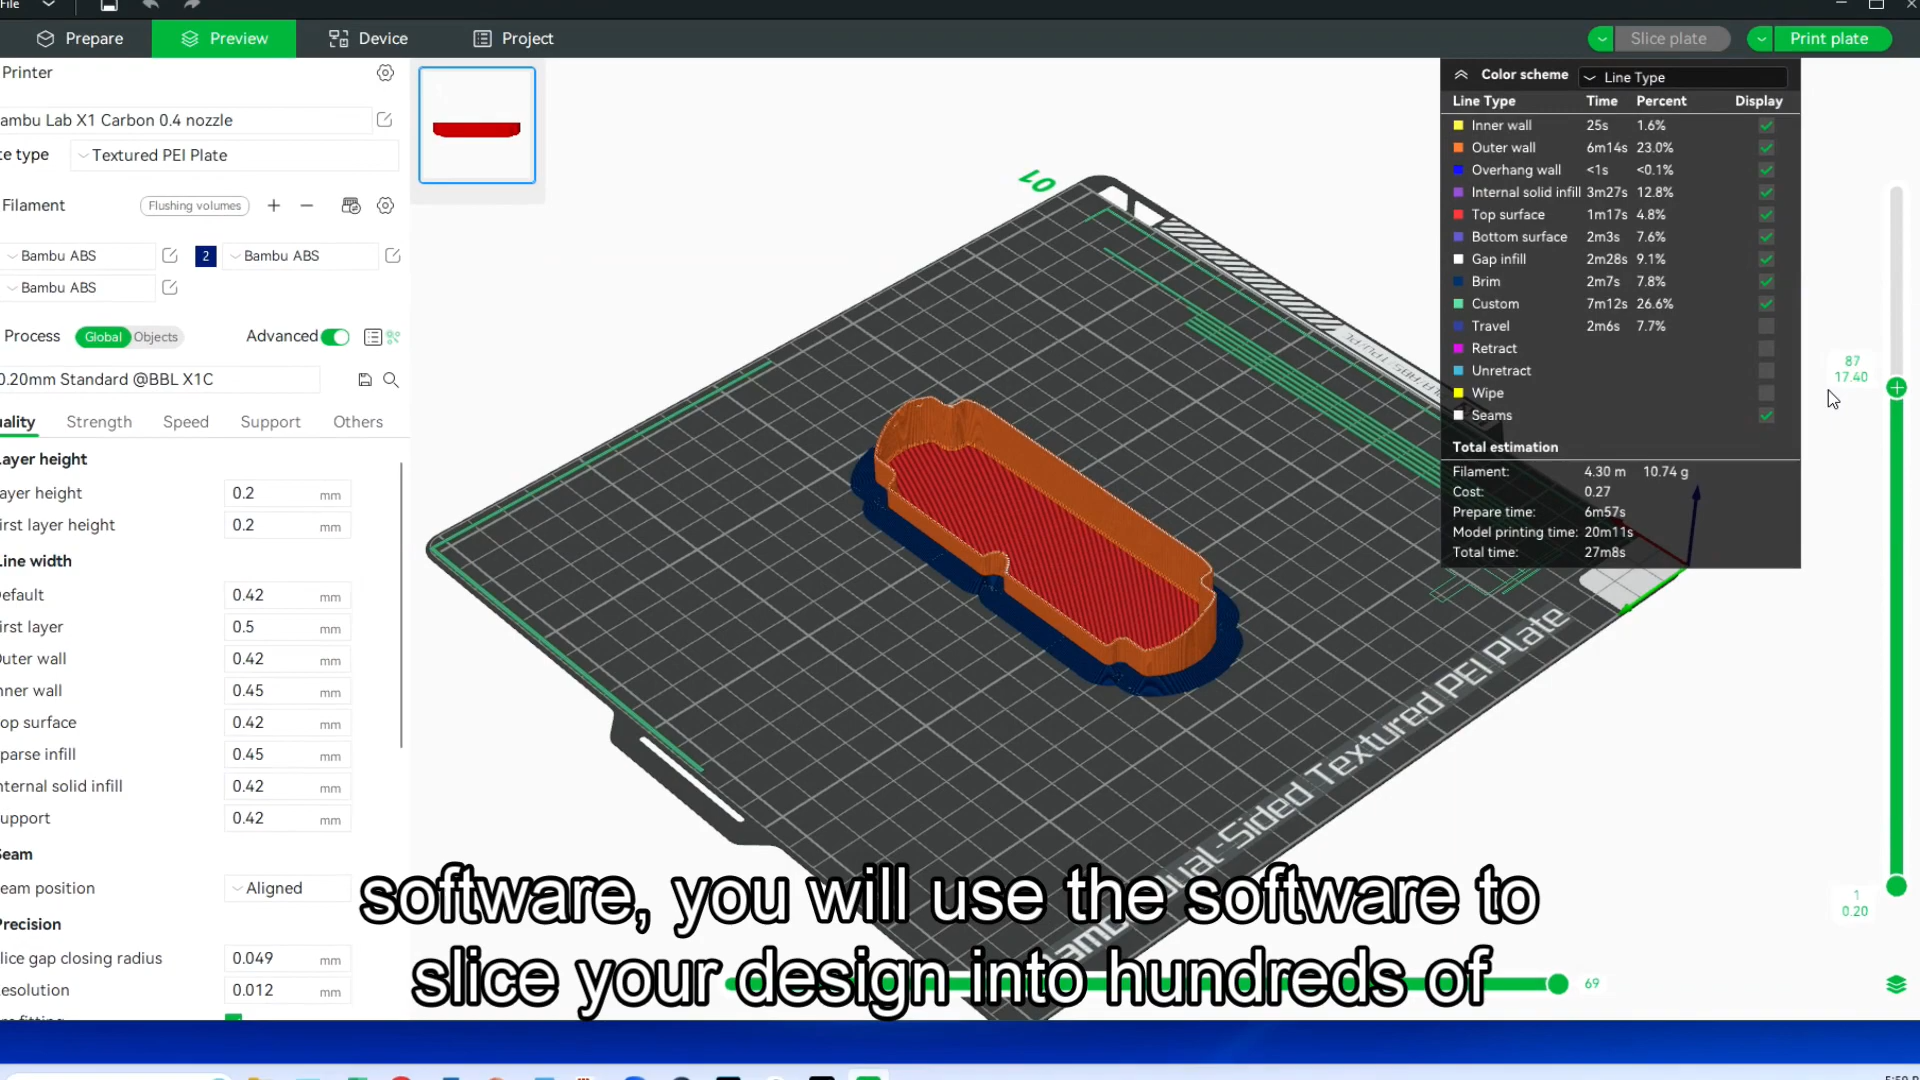 File
Prepare
Preview
Device
Project
Slice plate
Print plate
Printer
ambu Lab X1 Carbon 0.4 nozzle
te type
Textured PEI Plate
Filament
Flushing volumes
Bambu ABS
2
Bambu ABS
Bambu ABS
Process
Global
Objects
Advanced
0.20mm Standard @BBL X1C
uality
Strength
Speed
Support
Others
ayer height
ayer height
0.2
mm
irst layer height
0.2
mm
ine width
efault
0.42
mm
irst layer
0.5
mm
uter wall
0.42
mm
nner wall
0.45
mm
op surface
0.42
mm
parse infill
0.45
mm
nternal solid infill
0.42
mm
upport
0.42
mm
eam
eam position
Aligned
Precision
lice gap closing radius
0.049
mm
esolution
0.012
mm
01
Color scheme
Line Type
Line Type Time Percent Display
Inner wall 25s 1.6%
Outer wall 6m14s 23.0%
Overhang wall <1s <0.1%
Internal solid infill 3m27s 12.8%
Top surface 1m17s 4.8%
Bottom surface 2m3s 7.6%
Gap infill 2m28s 9.1%
Brim 2m7s 7.8%
Custom 7m12s 26.6%
Travel 2m6s 7.7%
Retract
Unretract
Wipe
Seams
Total estimation
Filament: 4.30 m 10.74 g
Cost: 0.27
Prepare time: 6m57s
Model printing time: 20m11s
Total time: 27m8s
87
17.40
1
0.20
69
ual-Sided Textured PEI Plate
software, you will use the software to
slice your design into hundreds of